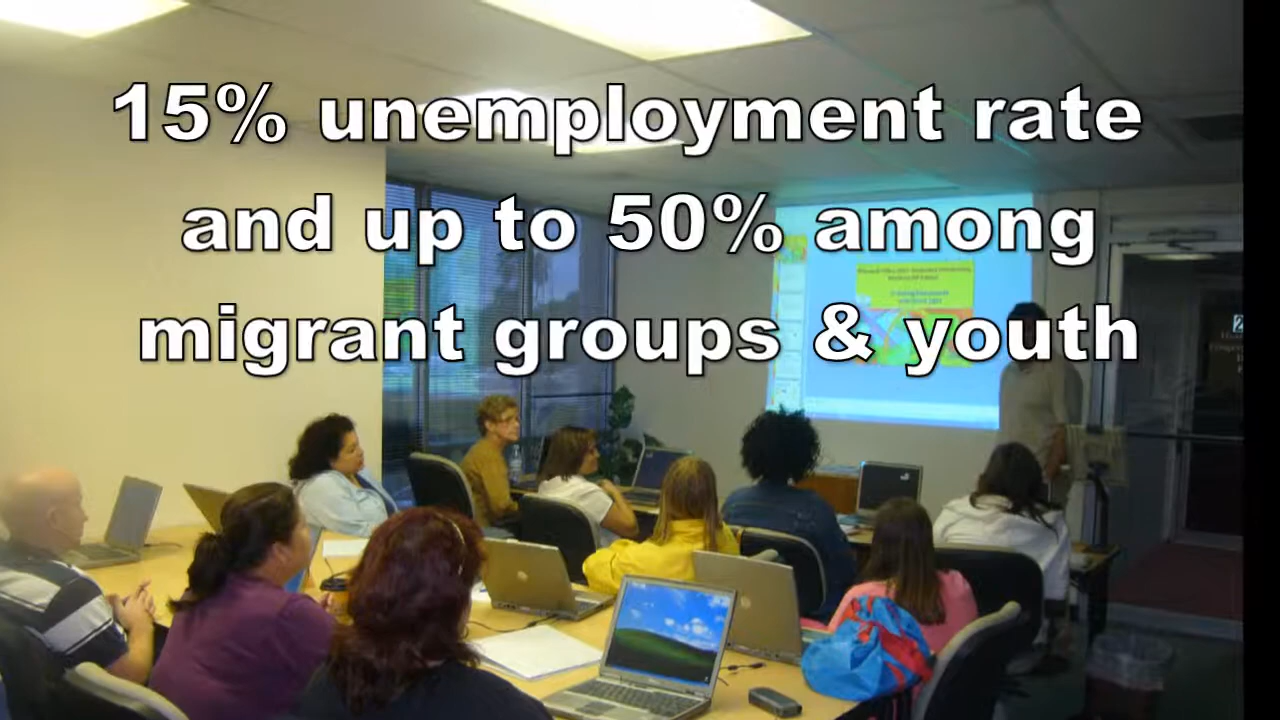 15% unemployment rate
and up to 50% among
migrant groups & youth